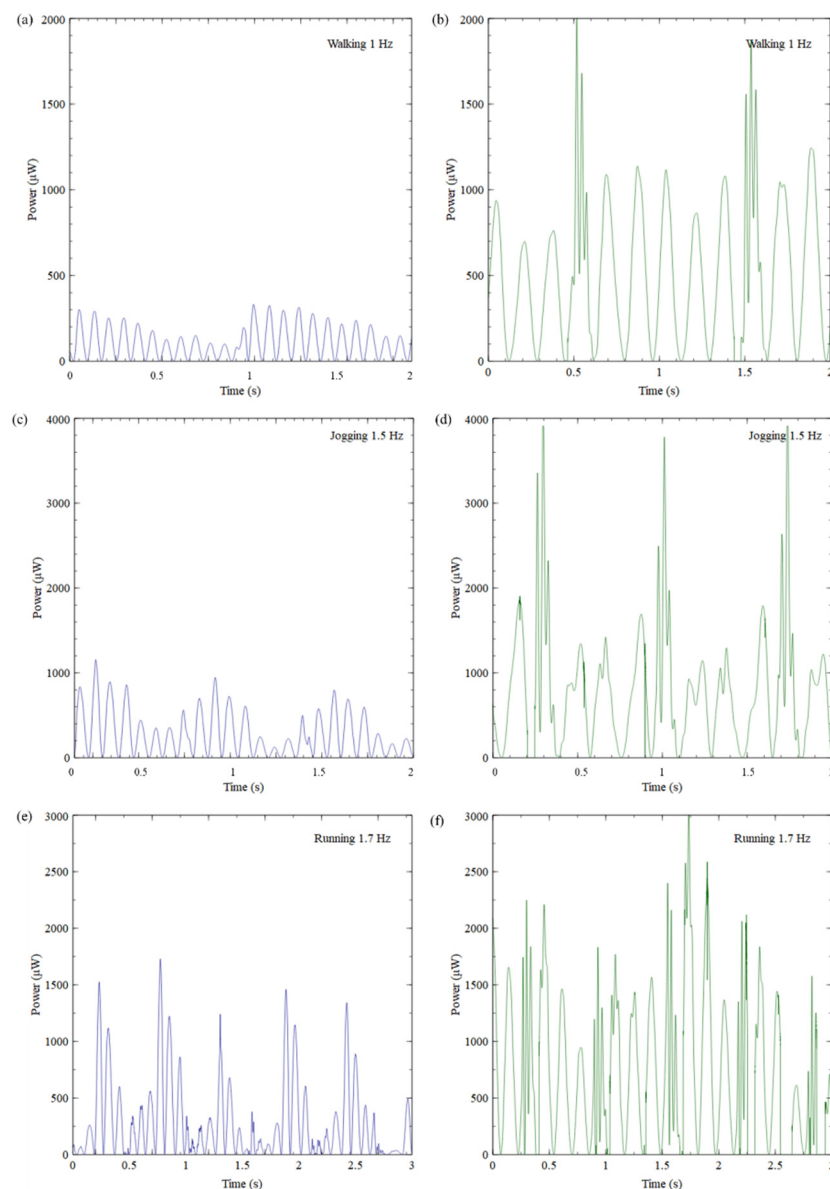 (a)
Walking 1 Hz
2000
1500
1000
500
0
Power (µW)
0 0.5 1 1.5 2
Time (s)
(b)
Walking 1 Hz
2000
1500
1000
500
0
Power (µW)
0 0.5 1 1.5 2
Time (s)
(c)
Jogging 1.5 Hz
4000
3000
2000
1000
0
Power (µW)
0 0.5 1 1.5 2
Time (s)
(d)
Jogging 1.5 Hz
4000
3000
2000
1000
0
Power (µW)
0 0.5 1 1.5 2
Time (s)
(e)
Running 1.7 Hz
3000
2500
2000
1500
1000
500
0
Power (µW)
0 0.5 1 1.5 2 2.5 3
Time (s)
(f)
Running 1.7 Hz
3000
2500
2000
1500
1000
500
0
Power (µW)
0 0.5 1 1.5 2 2.5 3
Time (s)